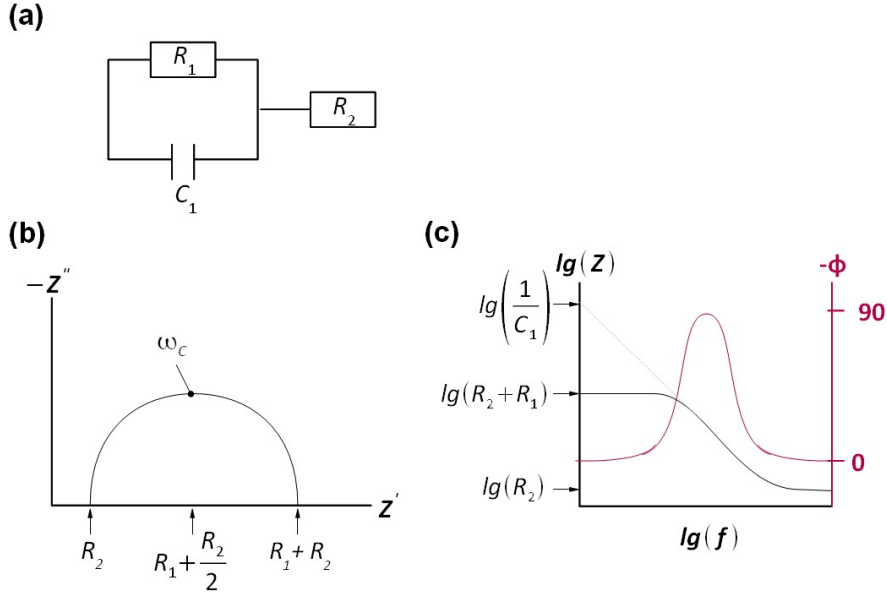 (a)
R₁
R₂
C₁
(b)
−Z″
ω_C
Z′
R₂
R₁ + R₂/2
R₁ + R₂
(c)
lg(Z)
-ϕ
lg(1/C₁)
90
lg(R₂+R₁)
0
lg(R₂)
lg(f)